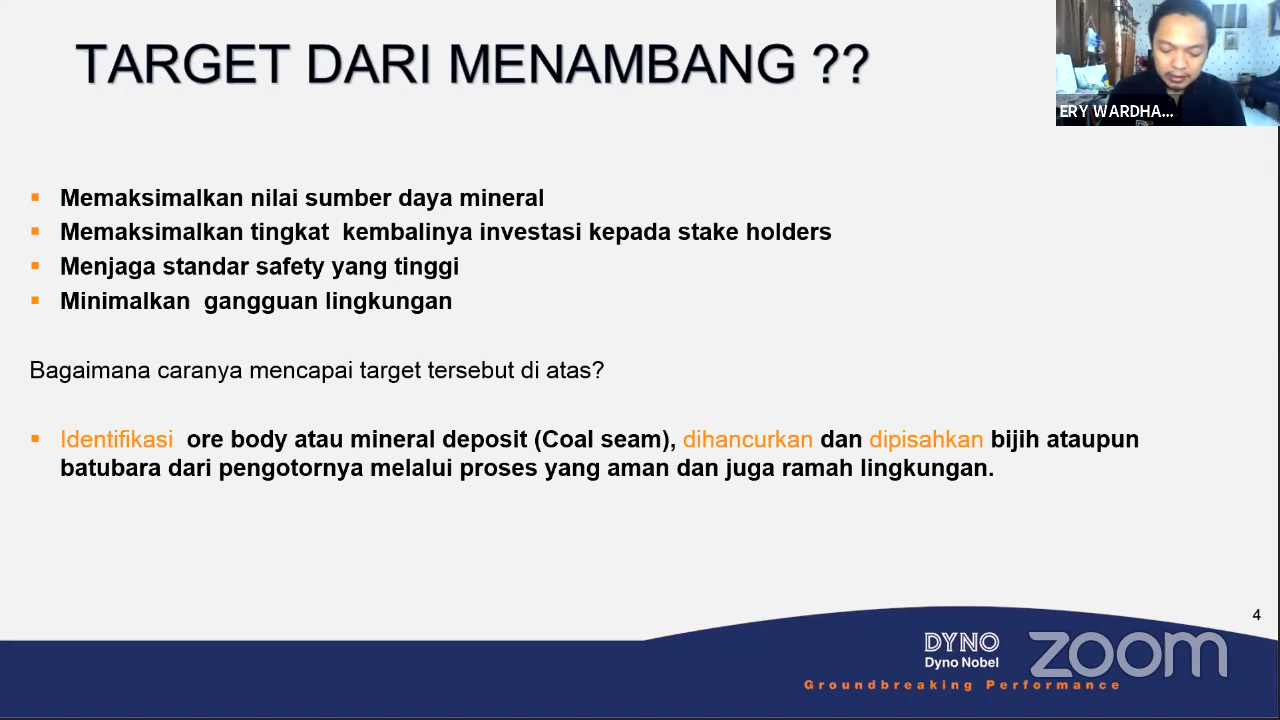 TARGET DARI MENAMBANG ??
ERY WARDHA...
Memaksimalkan nilai sumber daya mineral
Memaksimalkan tingkat kembalinya investasi kepada stake holders
Menjaga standar safety yang tinggi
Minimalkan gangguan lingkungan
Bagaimana caranya mencapai target tersebut di atas?
Identifikasi ore body atau mineral deposit (Coal seam), dihancurkan dan dipisahkan bijih ataupun
batubara dari pengotornya melalui proses yang aman dan juga ramah lingkungan.
4
DYNO
Dyno Nobel
zoom
Groundbreaking Performance